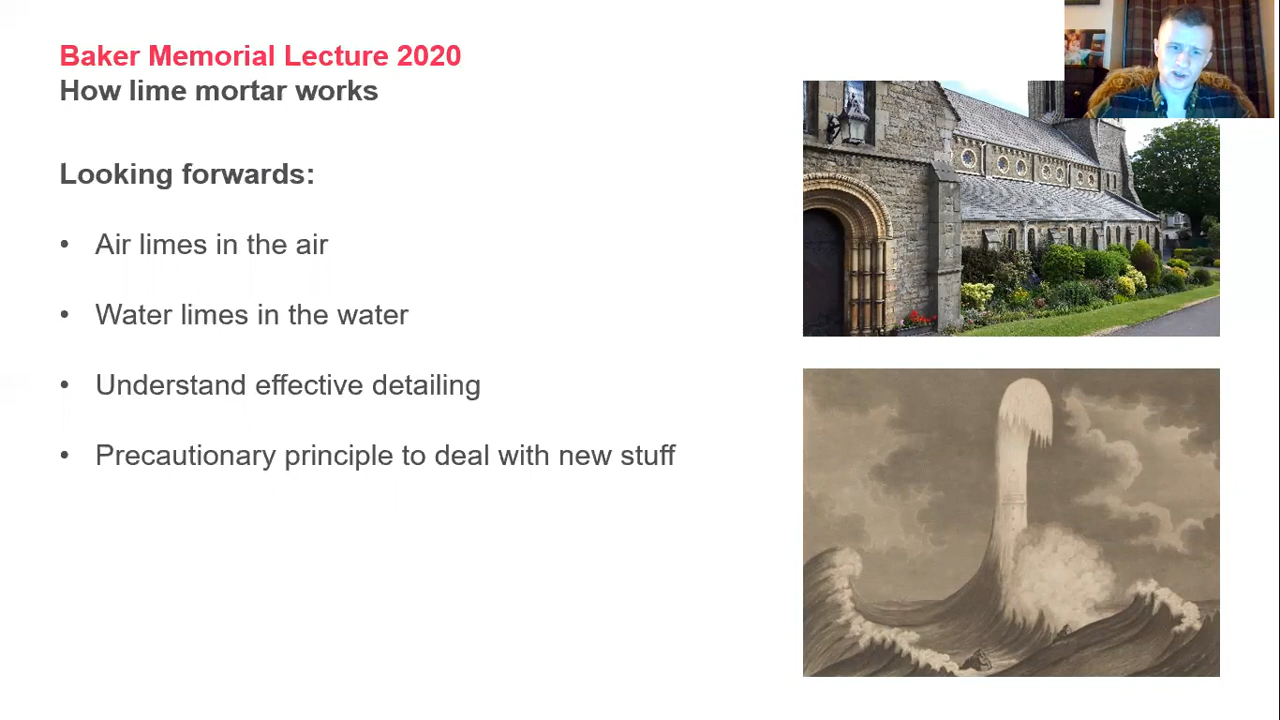 Baker Memorial Lecture 2020
How lime mortar works
Looking forwards:
• Air limes in the air
• Water limes in the water
• Understand effective detailing
• Precautionary principle to deal with new stuff